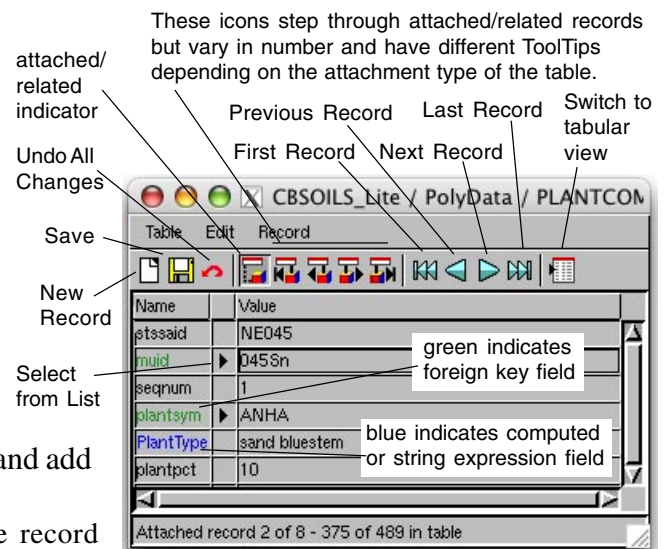 These icons step through attached/related records
but vary in number and have different ToolTips
depending on the attachment type of the table.
attached/
related
indicator
Previous Record
Last Record
Switch to
tabular
view
Undo All
Changes
First Record
Next Record
CBSOILS_Lite / PolyData / PLANTCOM
Save
Table Edit Record
New
Record
Name Value
stssaid NE045
muid 045Sn
green indicates
foreign key field
Select
from List
seqnum 1
plantsym ANHA
PlantType sand bluestem
blue indicates computed
or string expression field
plantpct 10
and add
e record
Attached record 2 of 8 - 375 of 489 in table